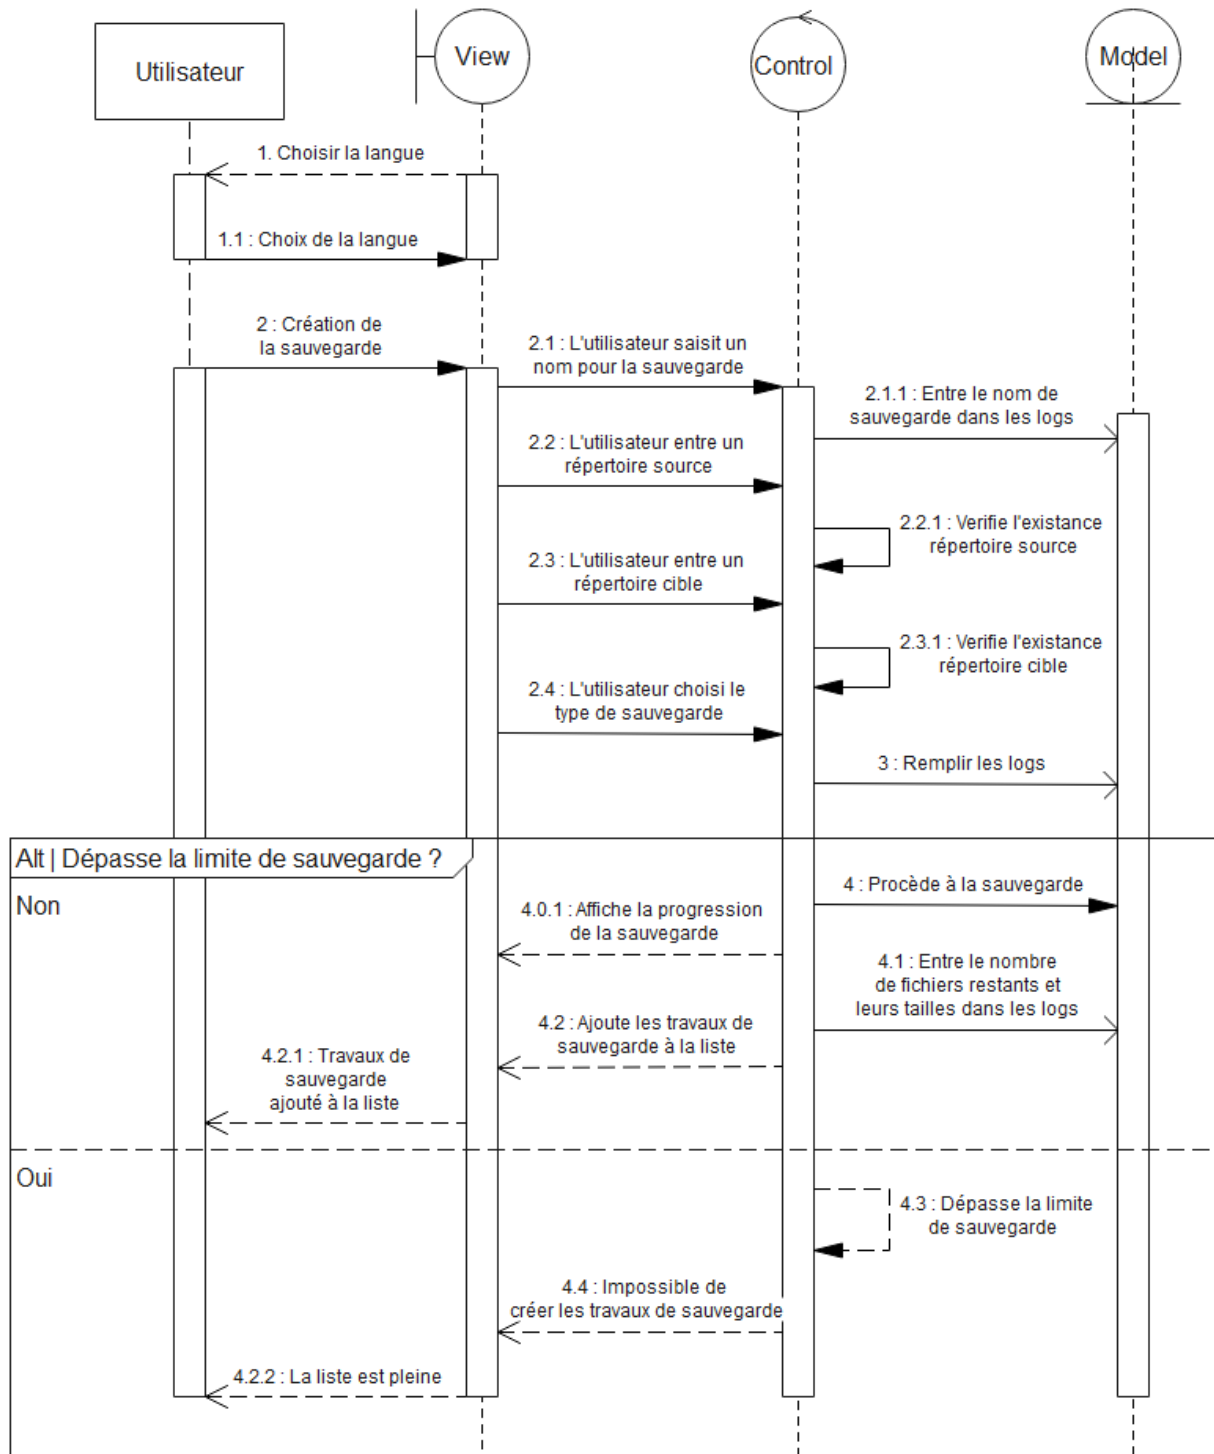 Utilisateur
View
Control
Model
1. Choisir la langue
1.1 : Choix de la langue
2 : Création de
la sauvegarde
2.1 : L'utilisateur saisit un
nom pour la sauvegarde
2.1.1 : Entre le nom de
sauvegarde dans les logs
2.2 : L'utilisateur entre un
répertoire source
2.2.1 : Verifie l'existance
répertoire source
2.3 : L'utilisateur entre un
répertoire cible
2.3.1 : Verifie l'existance
répertoire cible
2.4 : L'utilisateur choisi le
type de sauvegarde
3 : Remplir les logs
Alt | Dépasse la limite de sauvegarde ?
Non
4 : Procède à la sauvegarde
4.0.1 : Affiche la progression
de la sauvegarde
4.1 : Entre le nombre
de fichiers restants et
leurs tailles dans les logs
4.2 : Ajoute les travaux de
sauvegarde à la liste
4.2.1 : Travaux de
sauvegarde
ajouté à la liste
Oui
4.3 : Dépasse la limite
de sauvegarde
4.4 : Impossible de
créer les travaux de sauvegarde
4.2.2 : La liste est pleine